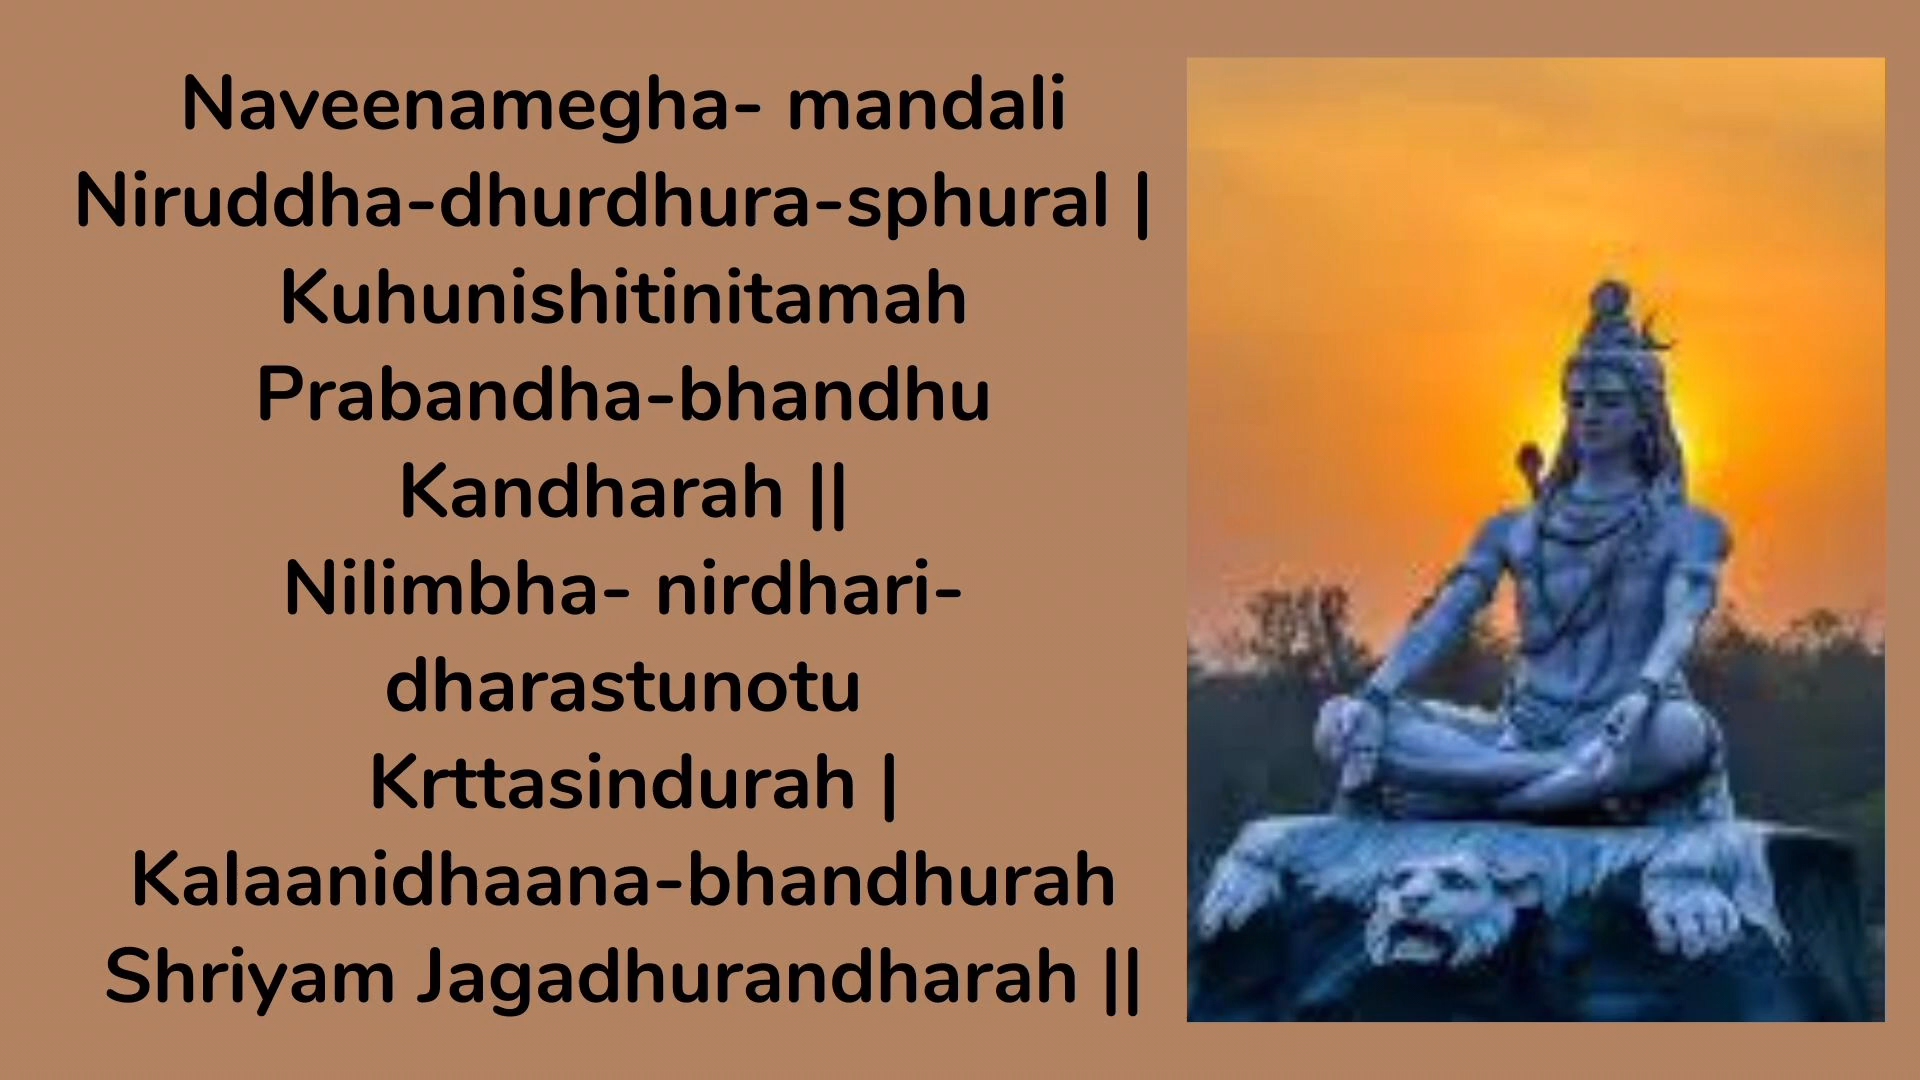 Naveenamegha- mandali
Niruddha-dhurdhura-sphural |
Kuhunishitinitamah
Prabandha-bhandhu
Kandharah ||
Nilimbha- nirdhari-
dharastunotu
Krttasindurah |
Kalaanidhaana-bhandhurah
Shriyam Jagadhurandharah ||